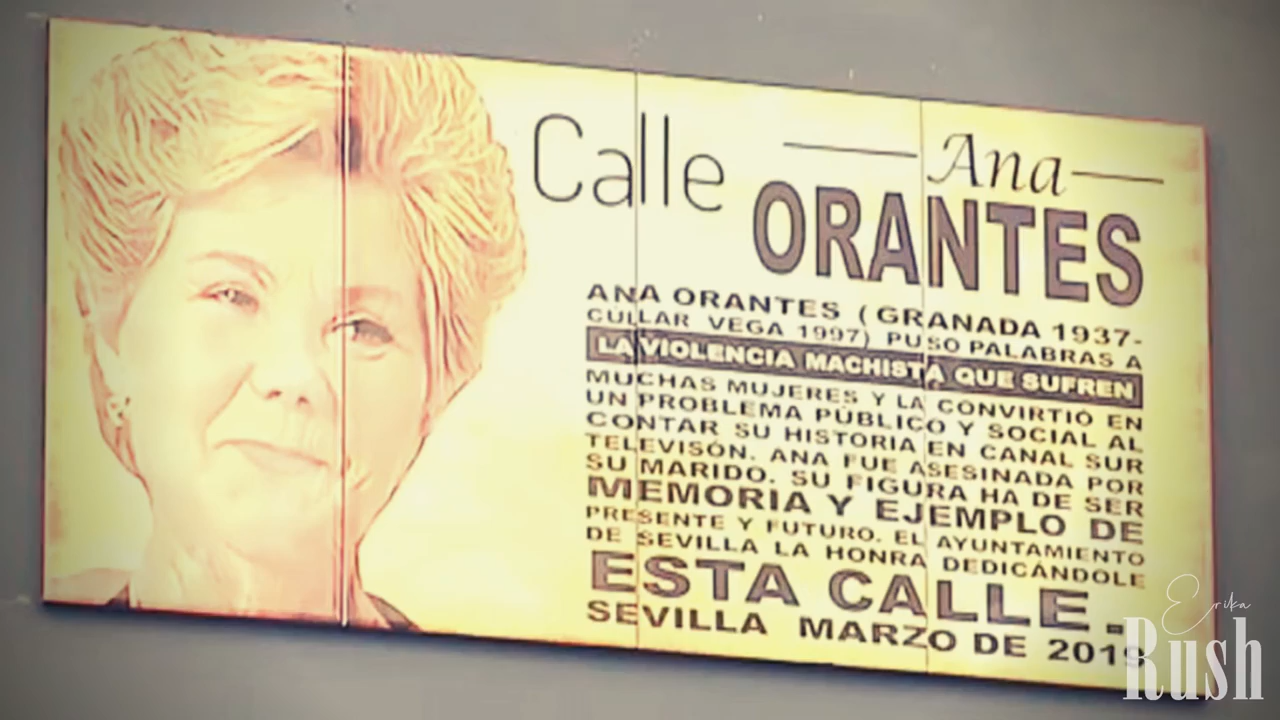 Calle
Ana
ORANTES
ANA ORANTES (GRANADA 1937-
CULLAR VEGA 1997) PUSO PALABRAS A
LA VIOLENCIA MACHISTA QUE SUFREN
MUCHAS MUJERES Y LA CONVIRTIÓ EN
UN PROBLEMA PÚBLICO Y SOCIAL AL
CONTAR SU HISTORIA EN CANAL SUR
TELEVISÓN. ANA FUE ASESINADA POR
SU MARIDO. SU FIGURA HA DE SER
MEMORIA Y EJEMPLO DE
PRESENTE Y FUTURO. EL AYUNTAMIENTO
DE SEVILLA LA HONRA DEDICÁNDOLE
ESTA CALLE.
SEVILLA MARZO DE 2019
Erika
Rush